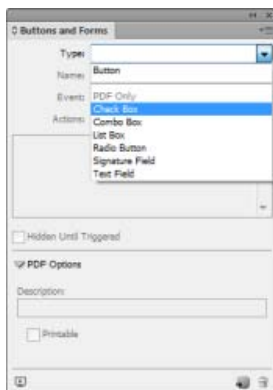 Buttons and Forms
Type:
Name:
Button
Event:
PDF Only
Check Box
Actions:
Combo Box
List Box
Radio Button
Signature Field
Text Field
Hidden Until Triggered
PDF Options
Description:
Printable